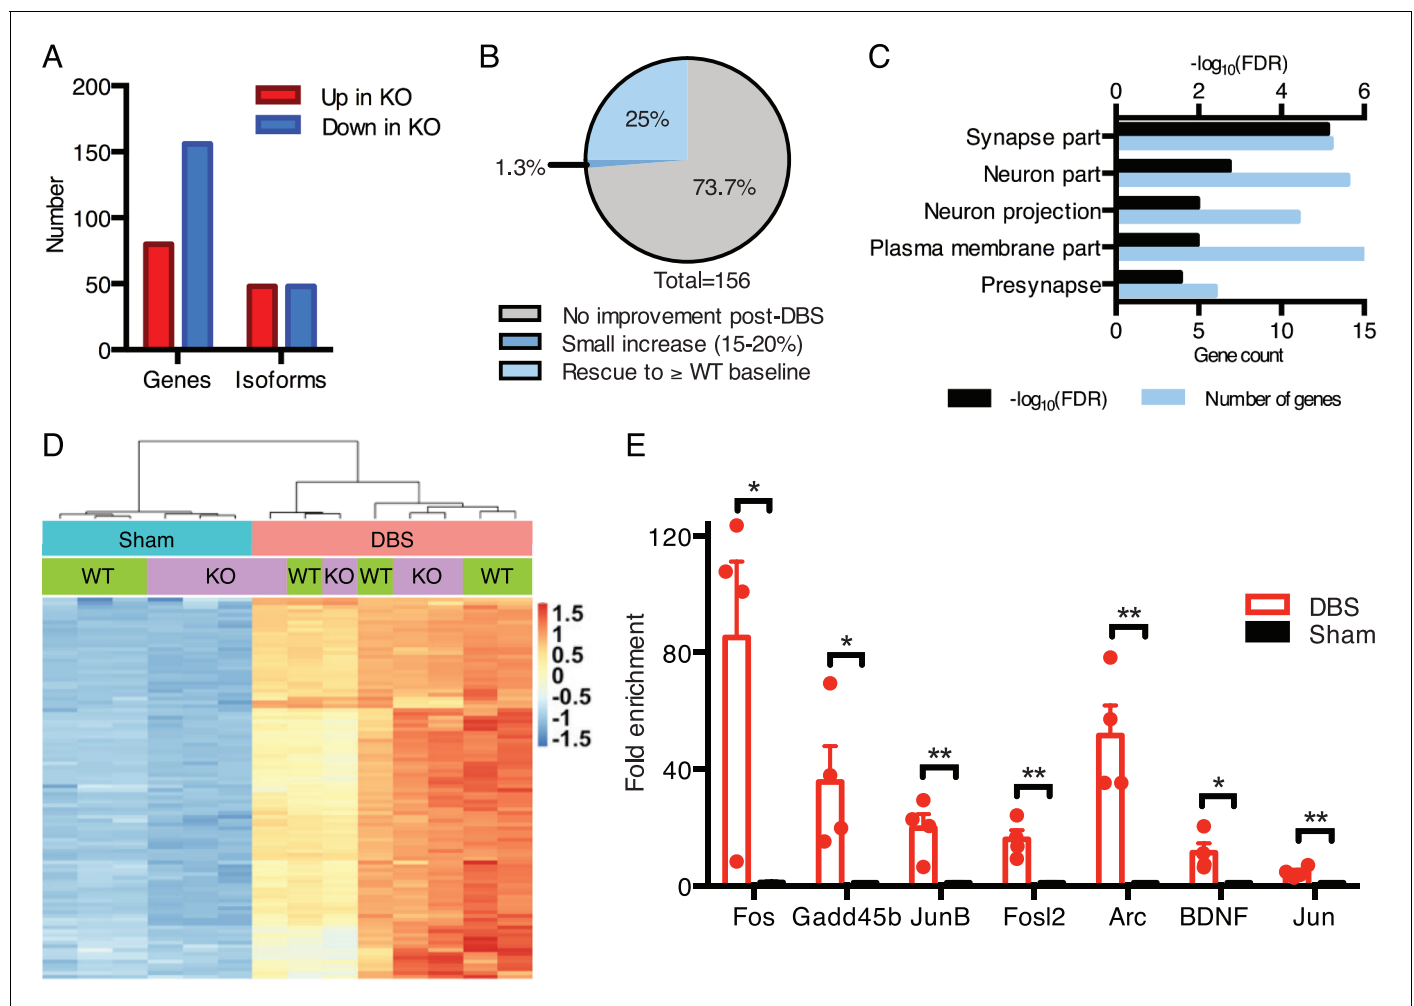 A
Number
200
150
100
50
0
Up in KO
Down in KO
Genes Isoforms
B
25%
1.3%
73.7%
Total=156
No improvement post-DBS
Small increase (15-20%)
Rescue to ≥ WT baseline
C
-log10(FDR)
0 2 4 6
Synapse part
Neuron part
Neuron projection
Plasma membrane part
Presynapse
0 5 10 15
Gene count
-log10(FDR) Number of genes
D
Sham DBS
WT KO WT KO WT KO WT
1.5
1
0.5
0
-0.5
-1
-1.5
E
Fold enrichment
120
80
40
0
* * ** ** ** * **
DBS
Sham
Fos Gadd45b JunB Fosl2 Arc BDNF Jun